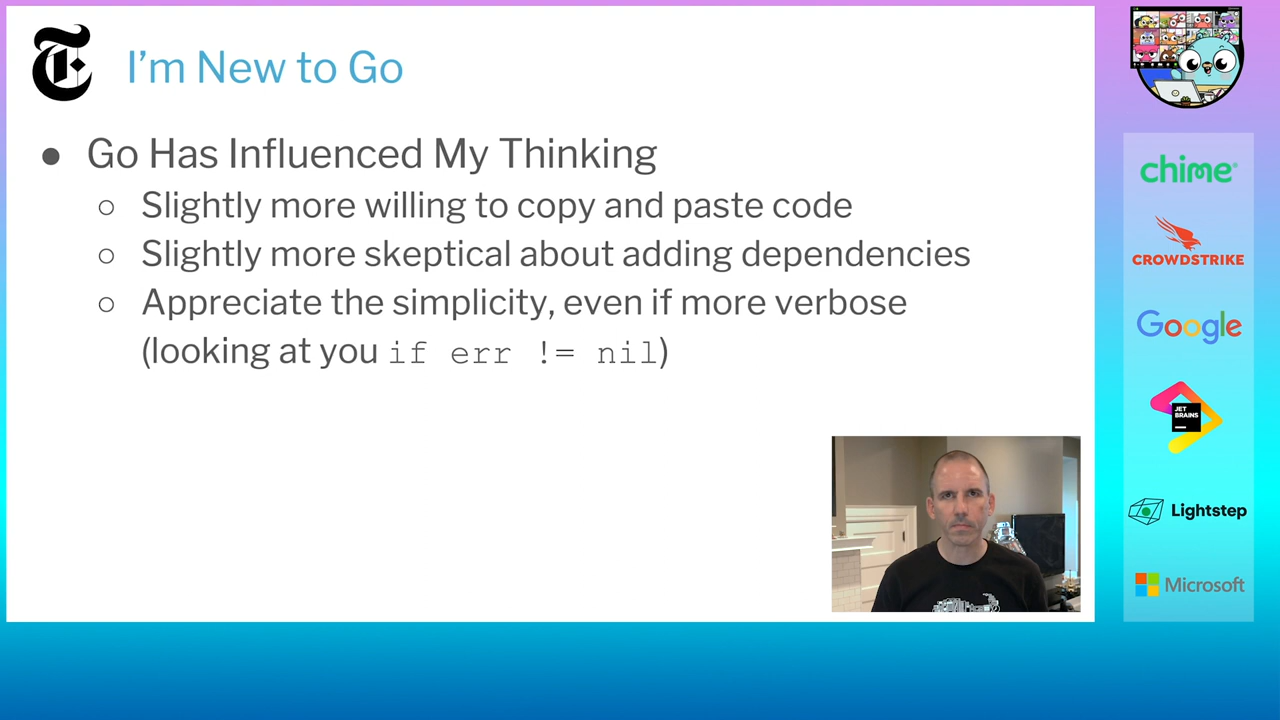 I’m New to Go
● Go Has Influenced My Thinking
○ Slightly more willing to copy and paste code
○ Slightly more skeptical about adding dependencies
○ Appreciate the simplicity, even if more verbose
(looking at you if err != nil)
chime
CROWDSTRIKE
Google
JET
BRAINS
Lightstep
Microsoft